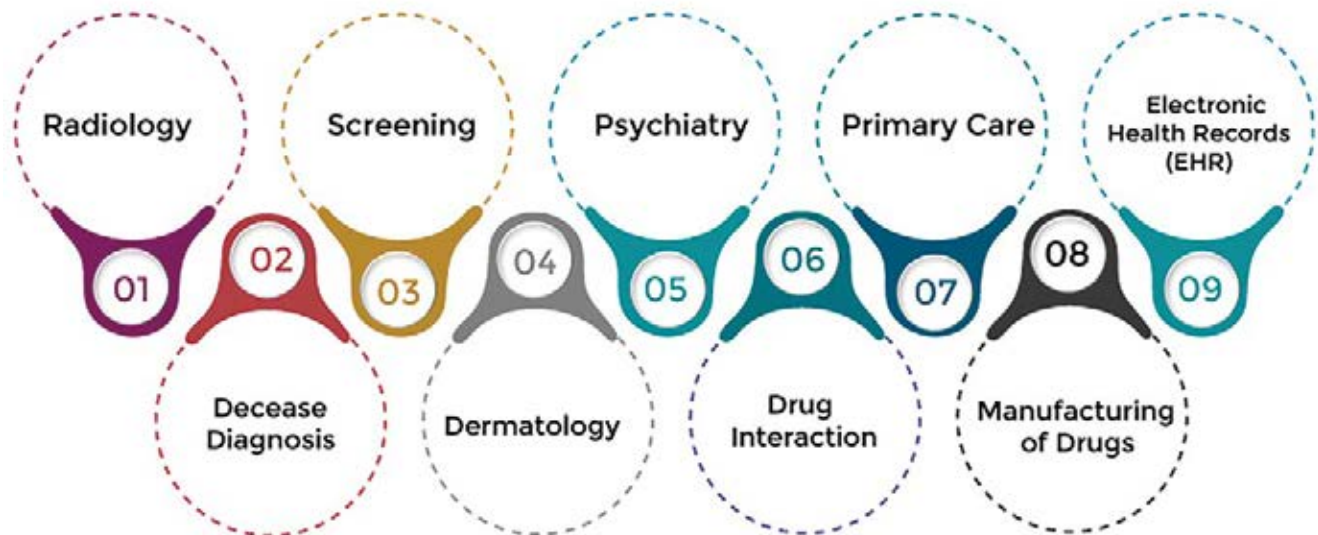 Radiology
01
02
Decease
Diagnosis
Screening
03
04
Dermatology
Psychiatry
05
06
Drug
Interaction
Primary Care
07
08
Manufacturing
of Drugs
Electronic
Health Records
(EHR)
09